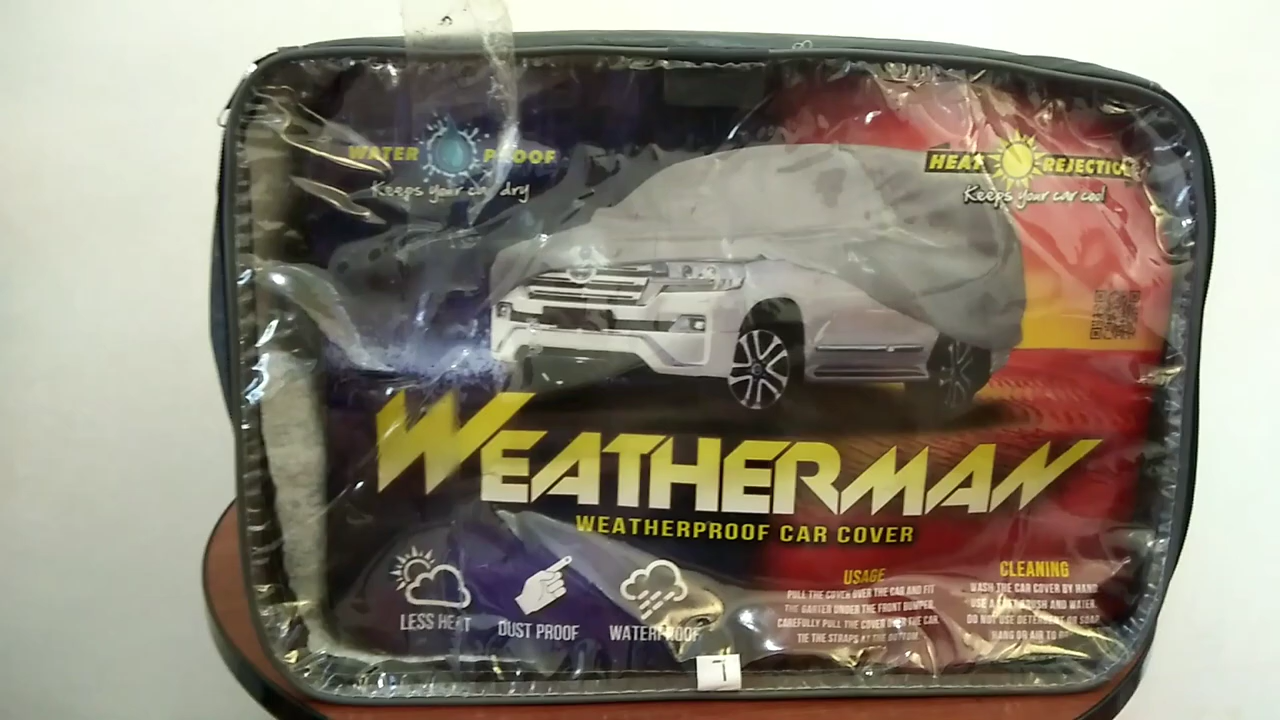 WATER PROOF
Keeps your car dry
HEAT REJECTION
Keeps your car cool
WEATHERMAN
WEATHERPROOF CAR COVER
LESS HEAT
DUST PROOF
WATERPROOF
USAGE
PULL THE COVER OVER THE CAR AND FIT
THE GARTER UNDER THE FRONT BUMPER.
CAREFULLY PULL THE COVER OVER THE CAR.
TIE THE STRAPS AT THE BOTTOM.
CLEANING
WASH THE CAR COVER BY HAND.
USE A BRUSH AND WATER.
DO NOT USE DETERGENT OR SOAP.
HANG OR AIR TO